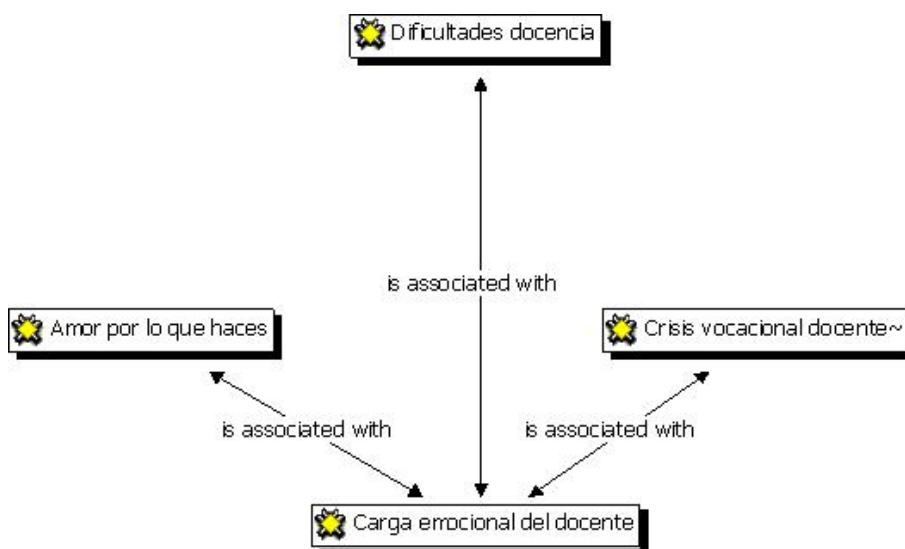 Dificultades docencia
is associated with
Amor por lo que haces
Crisis vocacional docente~
is associated with
is associated with
Carga emocional del docente